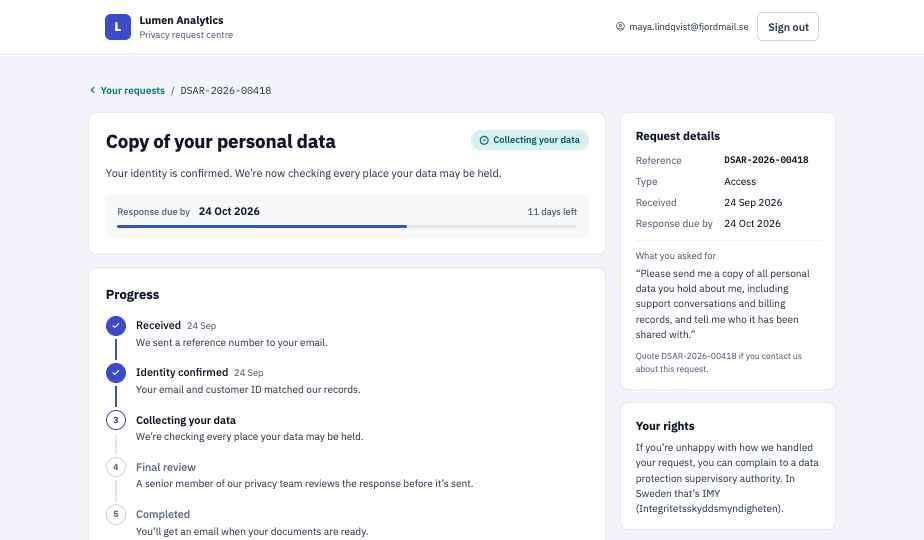 L
Lumen Analytics
Privacy request centre
maya.lindqvist@fjordmail.se
Sign out
Your requests / DSAR-2026-00418
Copy of your personal data
Collecting your data
Your identity is confirmed. We're now checking every place your data may be held.
Response due by 24 Oct 2026
11 days left
Progress
Received 24 Sep
We sent a reference number to your email.
Identity confirmed 24 Sep
Your email and customer ID matched our records.
3 Collecting your data
We're checking every place your data may be held.
4 Final review
A senior member of our privacy team reviews the response before it's sent.
5 Completed
You'll get an email when your documents are ready.
Request details
Reference DSAR-2026-00418
Type Access
Received 24 Sep 2026
Response due by 24 Oct 2026
What you asked for
“Please send me a copy of all personal
data you hold about me, including
support conversations and billing
records, and tell me who it has been
shared with.”
Quote DSAR-2026-00418 if you contact us
about this request.
Your rights
If you're unhappy with how we handled
your request, you can complain to a data
protection supervisory authority. In
Sweden that's IMY
(Integritetsskyddsmyndigheten).